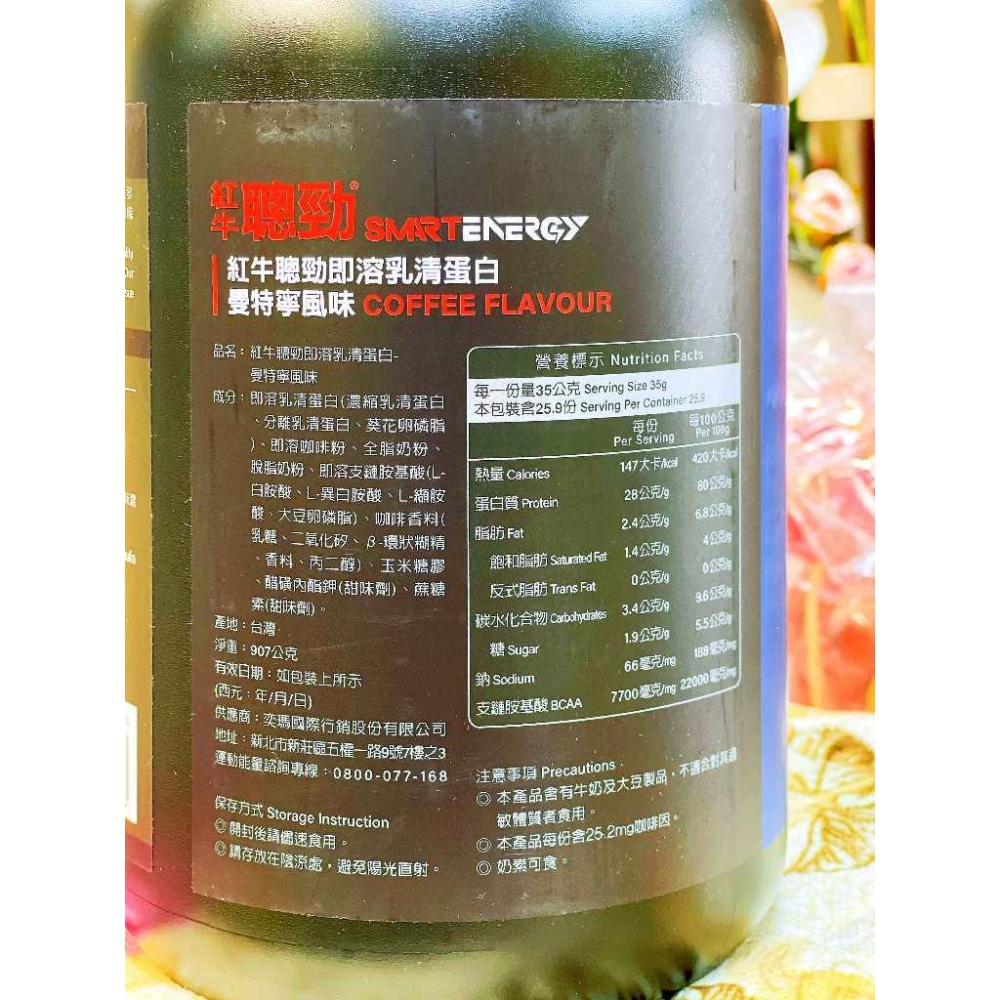 紅牛聰勁® SMARTENERGY
紅牛聰勁即溶乳清蛋白
曼特寧風味 COFFEE FLAVOUR
品名：紅牛聰勁即溶乳清蛋白-
曼特寧風味
成分：即溶乳清蛋白(濃縮乳清蛋白
、分離乳清蛋白、葵花卵磷脂
)、即溶咖啡粉、全脂奶粉、
脫脂奶粉、即溶支鏈胺基酸(L-
白胺酸、L-異白胺酸、L-纈胺
酸、大豆卵磷脂)、咖啡香料(
乳糖、二氧化矽、β-環狀糊精
、香料、丙二醇)、玉米糖膠
、醋磺內酯鉀(甜味劑)、蔗糖
素(甜味劑)。
產地：台灣
淨重：907公克
有效日期：如包裝上所示
(西元：年/月/日)
供應商：奕瑪國際行銷股份有限公司
地址：新北市新莊區五權一路9號7樓之3
運動能量諮詢專線：0800-077-168
保存方式 Storage Instruction
◎開封後請儘速食用。
◎請存放在陰涼處，避免陽光直射。
營養標示 Nutrition Facts
每一份量35公克 Serving Size 35g
本包裝含25.9份 Serving Per Container 25.9
每份 每100公克
Per Serving Per 100g
熱量 Calories 147大卡/kcal 420大卡/kcal
蛋白質 Protein 28公克/g 80公克/g
脂肪 Fat 2.4公克/g 6.8公克/g
飽和脂肪 Saturated Fat 1.4公克/g 4公克/g
反式脂肪 Trans Fat 0公克/g 0公克/g
碳水化合物 Carbohydrates 3.4公克/g 9.6公克/g
糖 Sugar 1.9公克/g 5.5公克/g
鈉 Sodium 66毫克/mg 188毫克/mg
支鏈胺基酸 BCAA 7700毫克/mg 22000毫克/mg
注意事項 Precautions
◎ 本產品含有牛奶及大豆製品，不適合對其過
敏體質者食用。
◎ 本產品每份含25.2mg咖啡因。
◎ 奶素可食。